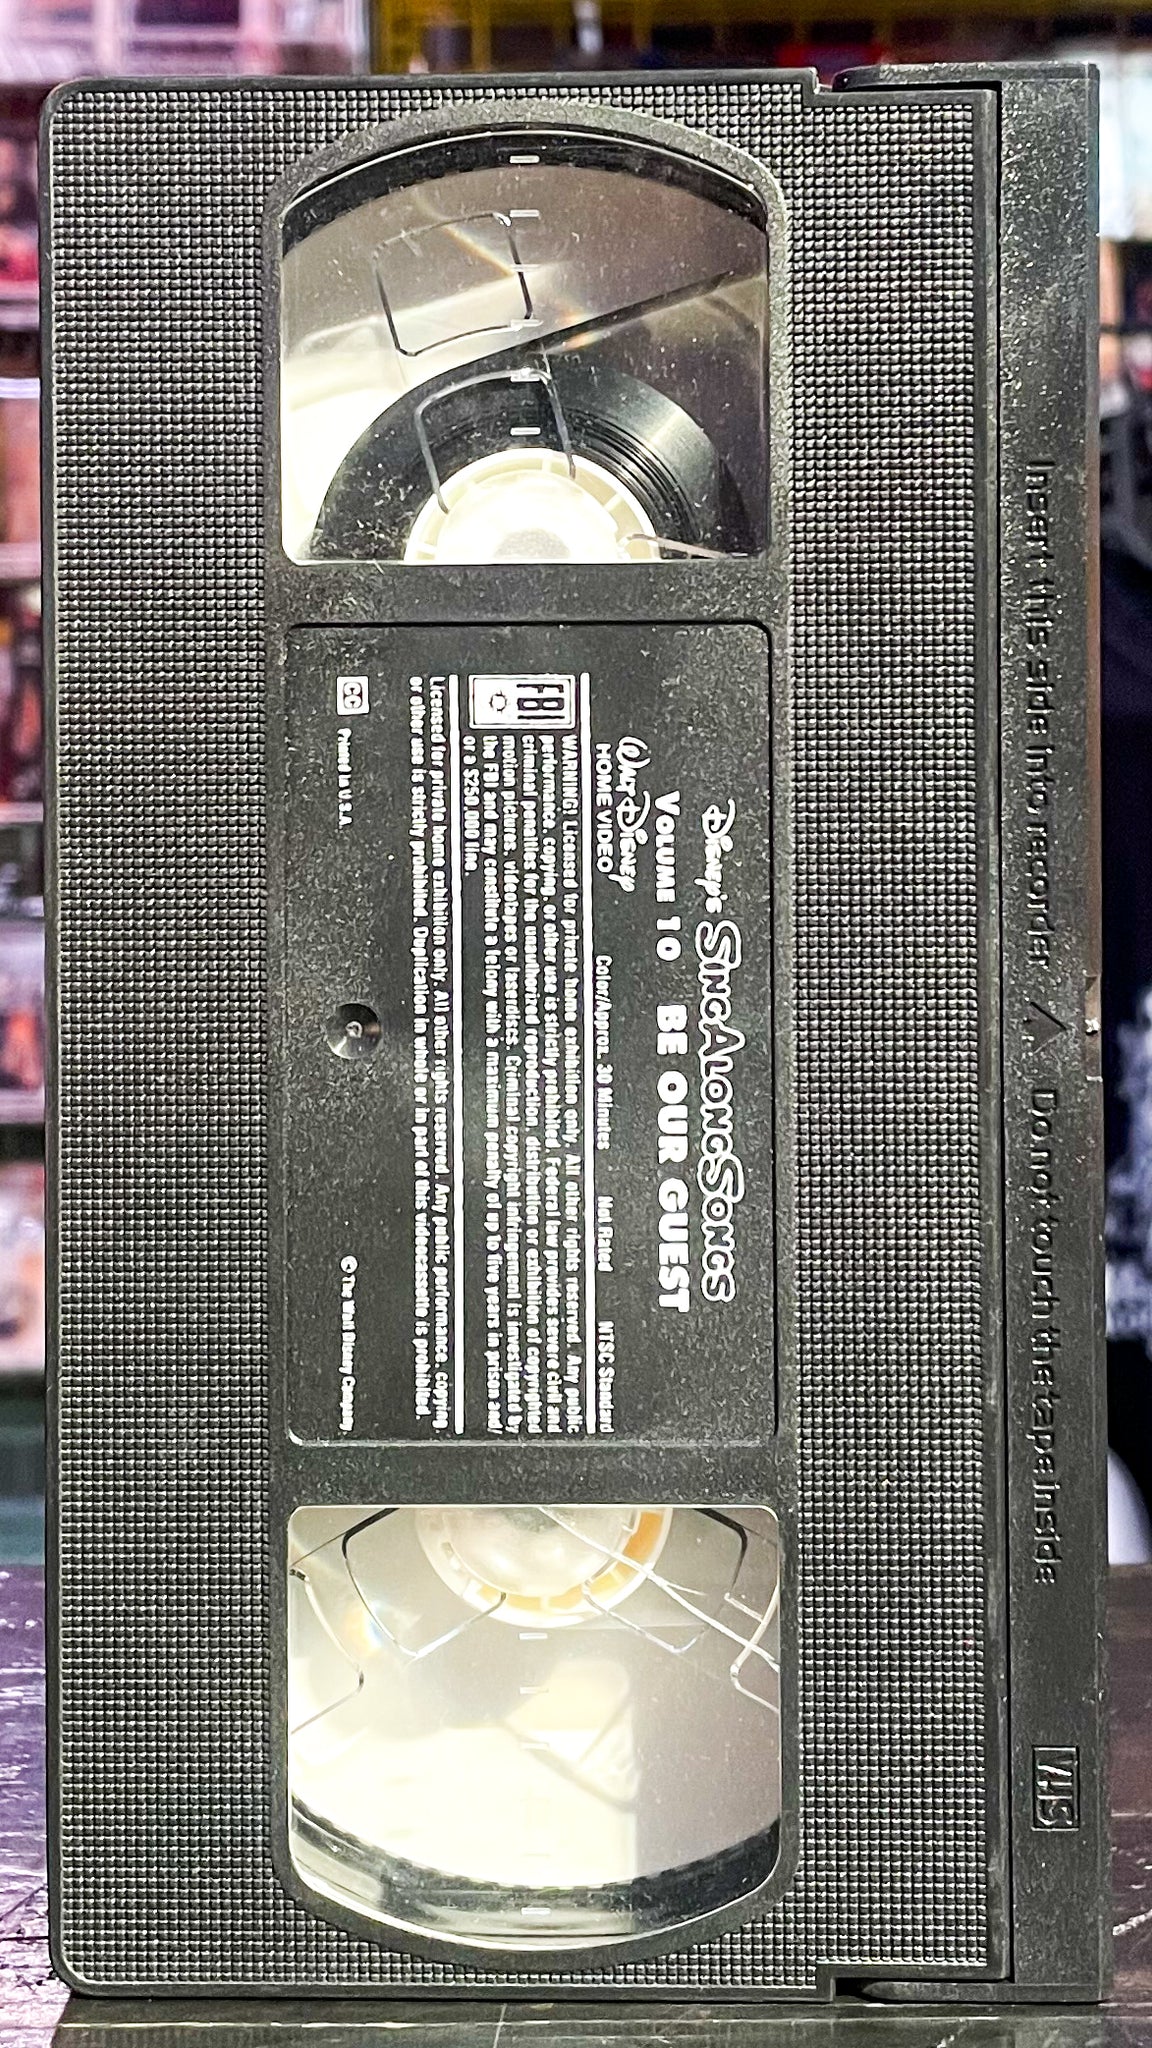 Insert this side into recorder △ Do not touch the tape inside
VHS
Disney's SING ALONG SONGS
VOLUME 10 BE OUR GUEST
WALT DISNEY
HOME VIDEO
Color/Approx. 30 Minutes Not Rated NTSC Standard
FBI
WARNING! Licensed for private home exhibition only. All other rights reserved. Any public
performance, copying, or other use is strictly prohibited. Federal law provides severe civil and
criminal penalties for the unauthorized reproduction, distribution or exhibition of copyrighted
motion pictures, videotapes or laserdiscs. Criminal copyright infringement is investigated by
the FBI and may constitute a felony with a maximum penalty of up to five years in prison and/
or a $250,000 fine.
Licensed for private home exhibition only. All other rights reserved. Any public performance, copying,
or other use is strictly prohibited. Duplication in whole or in part of this videocassette is prohibited.
CC Printed in U.S.A. © The Walt Disney Company